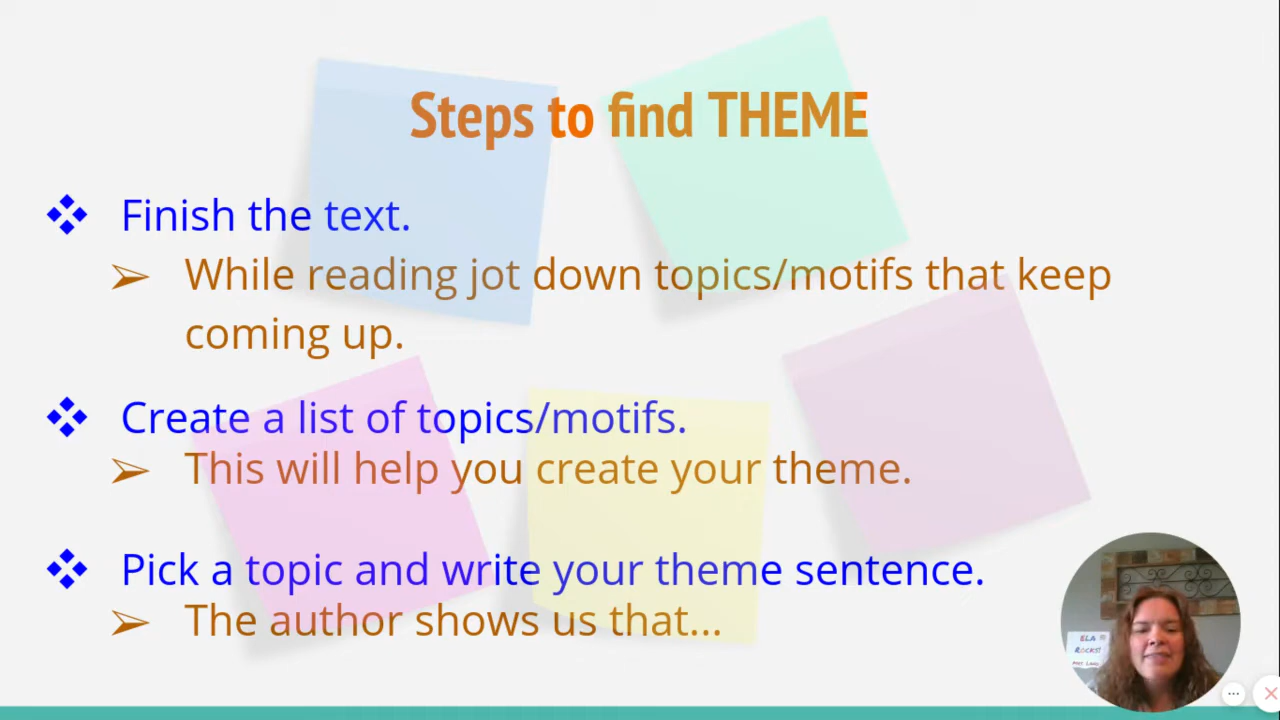 Steps to find THEME
❖ Finish the text.
➢ While reading jot down topics/motifs that keep
coming up.
❖ Create a list of topics/motifs.
➢ This will help you create your theme.
❖ Pick a topic and write your theme sentence.
➢ The author shows us that...
ELA
ROCKS!